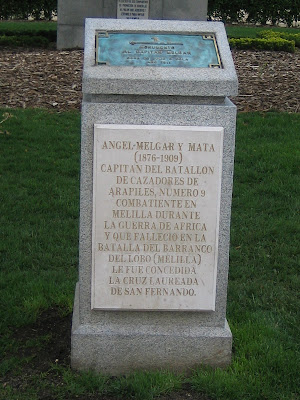 ANGEL MELGAR Y MATA
(1876-1909)
CAPITAN DEL BATALLON
DE CAZADORES DE
ARAPILES, NUMERO 9
COMBATIENTE EN
MELILLA DURANTE
LA GUERRA DE AFRICA
Y QUE FALLECIO EN LA
BATALLA DEL BARRANCO
DEL LOBO (MELILLA)
LE FUE CONCEDIDA
LA CRUZ LAUREADA
DE SAN FERNANDO.